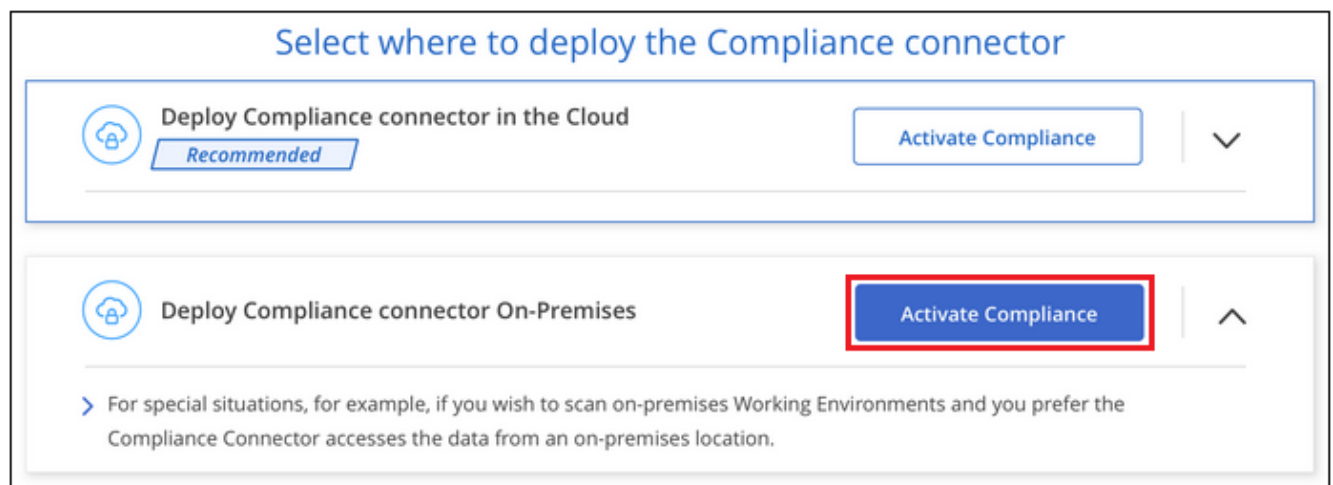 Select where to deploy the Compliance connector
Deploy Compliance connector in the Cloud
Recommended
Activate Compliance
Deploy Compliance connector On-Premises
Activate Compliance
For special situations, for example, if you wish to scan on-premises Working Environments and you prefer the
Compliance Connector accesses the data from an on-premises location.